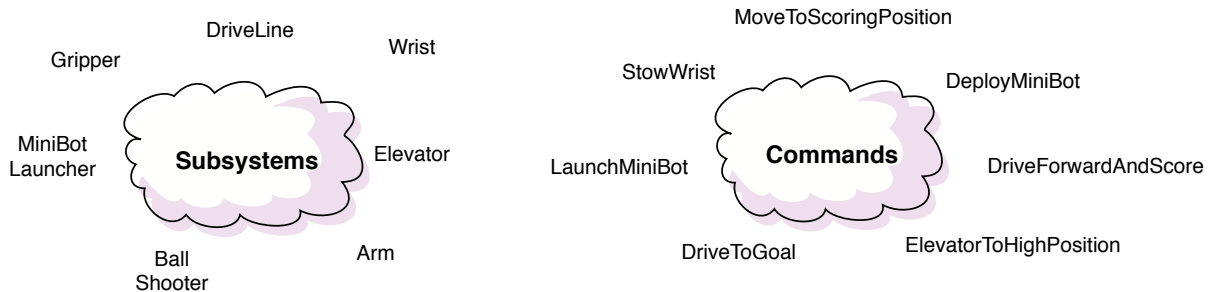 DriveLine
Wrist
Gripper
MiniBot
Launcher
Subsystems
Elevator
Ball
Shooter
Arm
MoveToScoringPosition
StowWrist
DeployMiniBot
LaunchMiniBot
Commands
DriveForwardAndScore
DriveToGoal
ElevatorToHighPosition